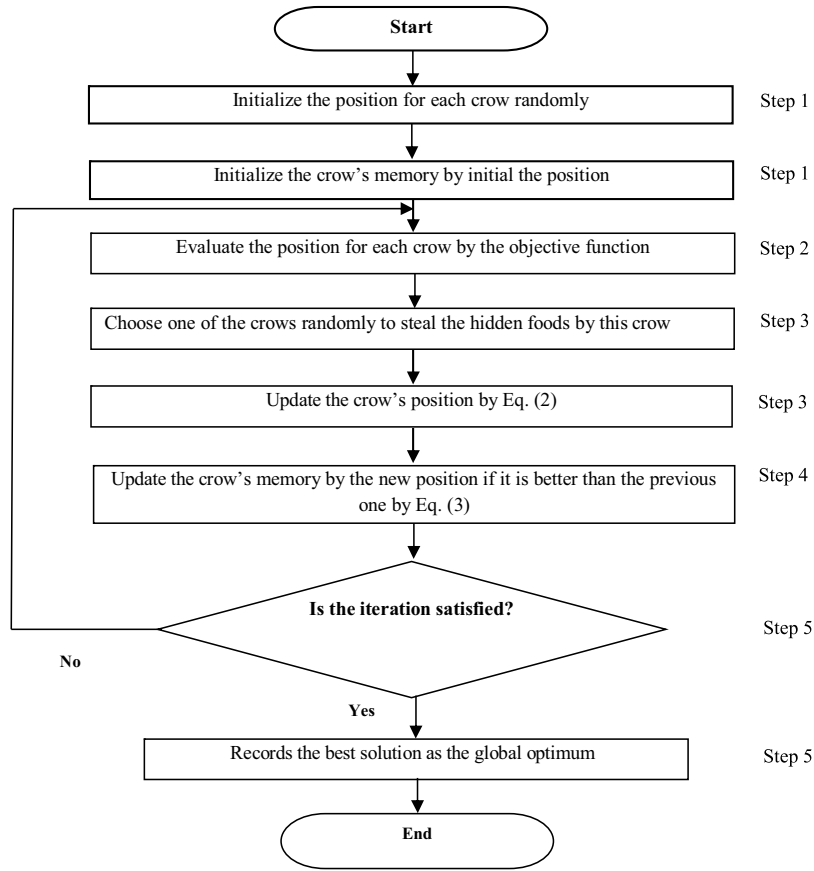 Start
Initialize the position for each crow randomly
Step 1
Initialize the crow's memory by initial the position
Step 1
Evaluate the position for each crow by the objective function
Step 2
Choose one of the crows randomly to steal the hidden foods by this crow
Step 3
Update the crow's position by Eq. (2)
Step 3
Update the crow's memory by the new position if it is better than the previous
one by Eq. (3)
Step 4
Is the iteration satisfied?
Step 5
No
Yes
Records the best solution as the global optimum
Step 5
End